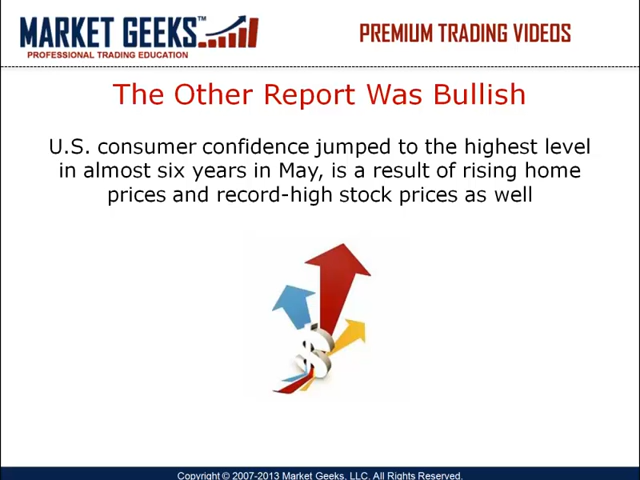 MARKET GEEKS™
PROFESSIONAL TRADING EDUCATION
PREMIUM TRADING VIDEOS
The Other Report Was Bullish
U.S. consumer confidence jumped to the highest level
in almost six years in May, is a result of rising home
prices and record-high stock prices as well
$
Copyright © 2007-2013 Market Geeks, LLC. All Rights Reserved.